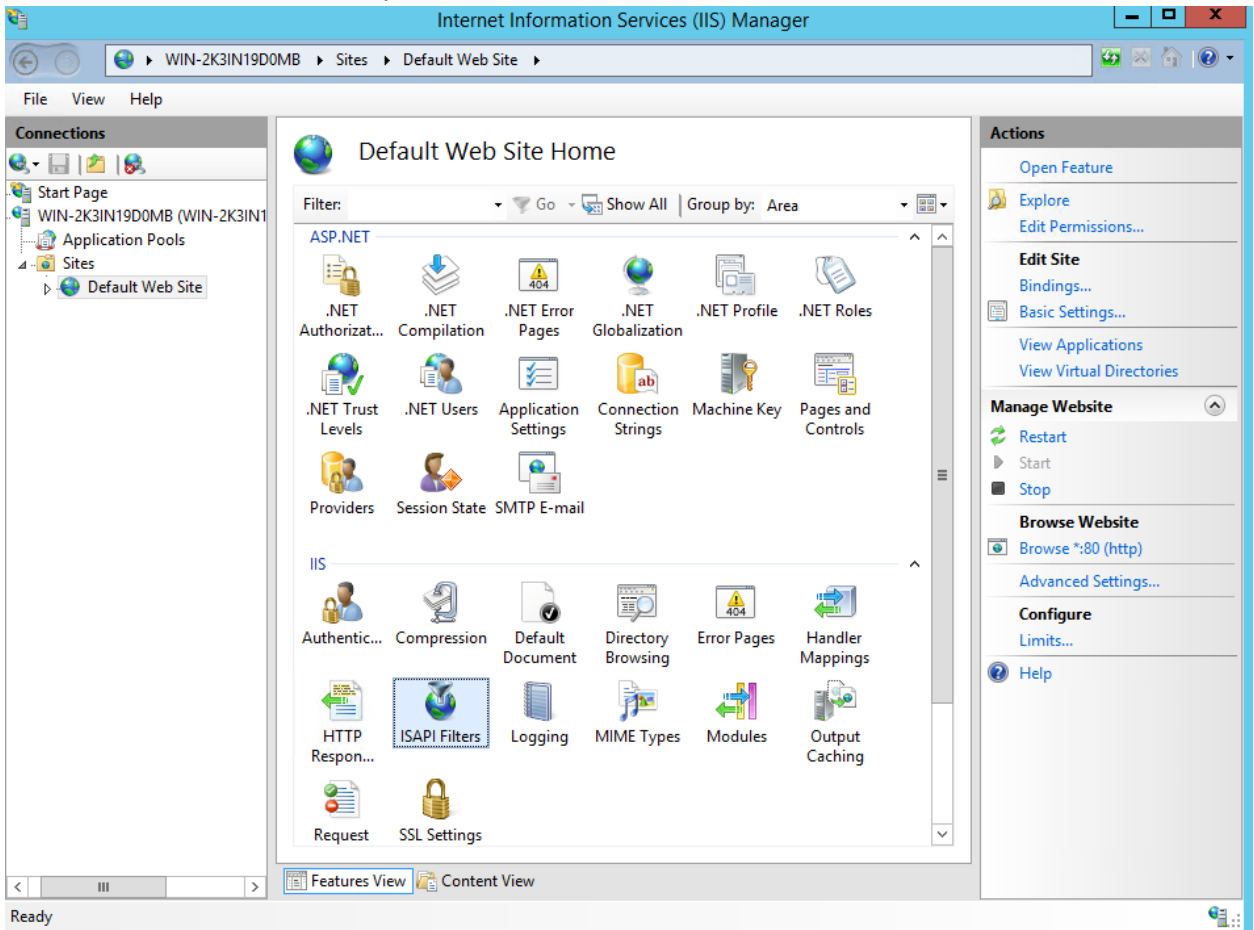 Internet Information Services (IIS) Manager
WIN-2K3IN19D0MB Sites Default Web Site
File View Help
Connections
Start Page
WIN-2K3IN19D0MB (WIN-2K3IN1
Application Pools
Sites
Default Web Site
Default Web Site Home
Filter: Go Show All Group by: Area
ASP.NET
.NET .NET .NET Error .NET .NET Profile .NET Roles
Authorizat... Compilation Pages Globalization
ab
.NET Trust .NET Users Application Connection Machine Key Pages and
Levels Settings Strings Controls
Providers Session State SMTP E-mail
IIS
Authentic... Compression Default Directory Error Pages Handler
Document Browsing Mappings
HTTP ISAPI Filters Logging MIME Types Modules Output
Respon... Caching
Request SSL Settings
Features View Content View
Actions
Open Feature
Explore
Edit Permissions...
Edit Site
Bindings...
Basic Settings...
View Applications
View Virtual Directories
Manage Website
Restart
Start
Stop
Browse Website
Browse *:80 (http)
Advanced Settings...
Configure
Limits...
Help
Ready